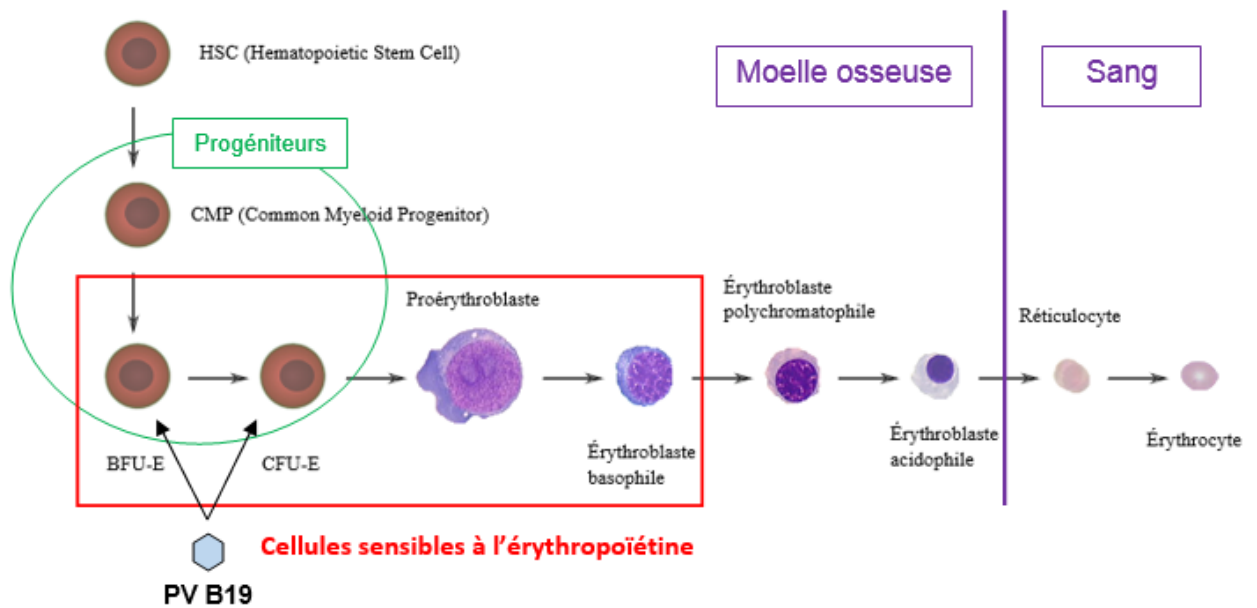 HSC (Hematopoietic Stem Cell)
Moelle osseuse
Sang
Progéniteurs
CMP (Common Myeloid Progenitor)
Proérythroblaste
Érythroblaste
polychromatophile
Réticulocyte
BFU-E
CFU-E
Érythroblaste
basophile
Érythroblaste
acidophile
Érythrocyte
Cellules sensibles à l'érythropoïétine
PV B19